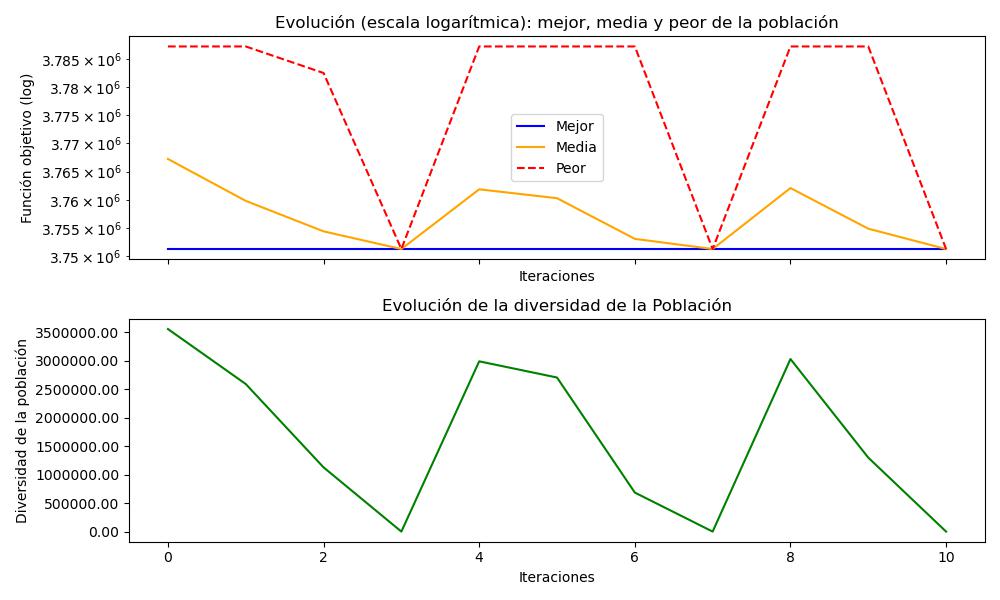 Evolución (escala logarítmica): mejor, media y peor de la población
Función objetivo (log)
3.785 × 10⁶
3.78 × 10⁶
3.775 × 10⁶
3.77 × 10⁶
3.765 × 10⁶
3.76 × 10⁶
3.755 × 10⁶
3.75 × 10⁶
Mejor
Media
Peor
Iteraciones
Evolución de la diversidad de la Población
Diversidad de la población
3500000.00
3000000.00
2500000.00
2000000.00
1500000.00
1000000.00
500000.00
0.00
0 2 4 6 8 10
Iteraciones